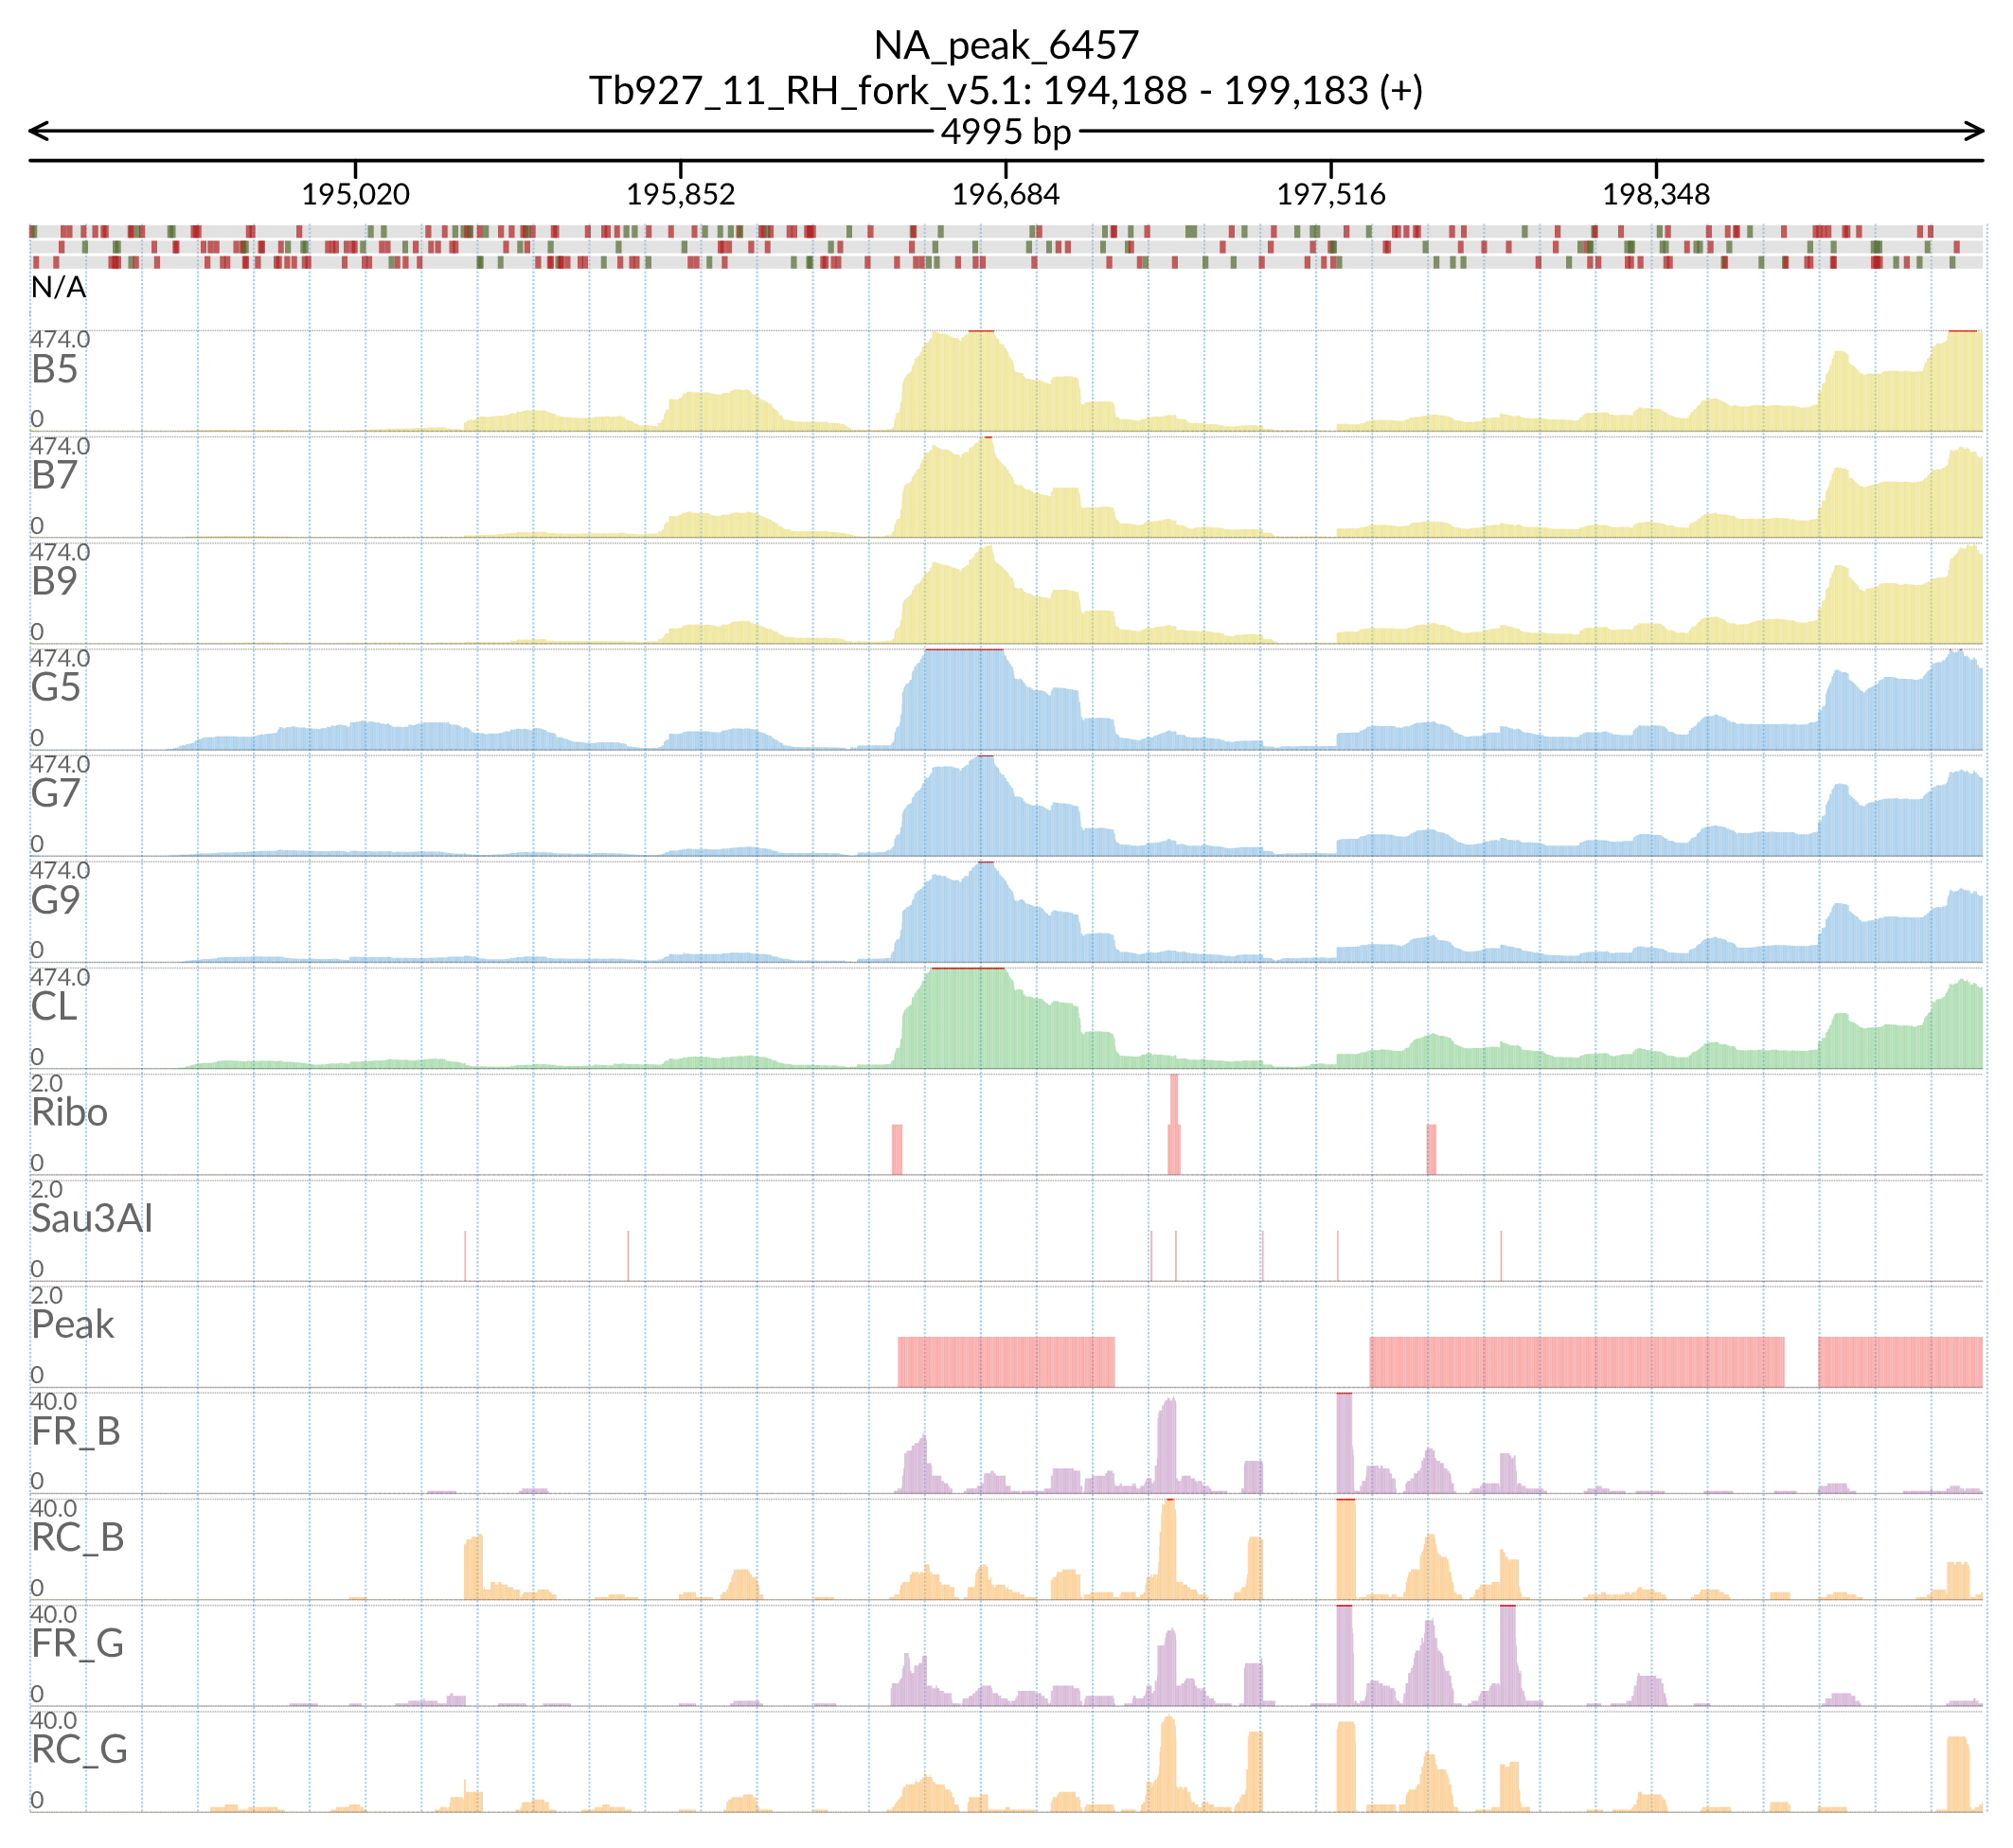 NA_peak_6457
Tb927_11_RH_fork_v5.1: 194,188 - 199,183 (+)
4995 bp
195,020 195,852 196,684 197,516 198,348
N/A
474.0
B5
0
474.0
B7
0
474.0
B9
0
474.0
G5
0
474.0
G7
0
474.0
G9
0
474.0
CL
0
2.0
Ribo
0
2.0
Sau3AI
0
2.0
Peak
0
40.0
FR_B
0
40.0
RC_B
0
40.0
FR_G
0
40.0
RC_G
0